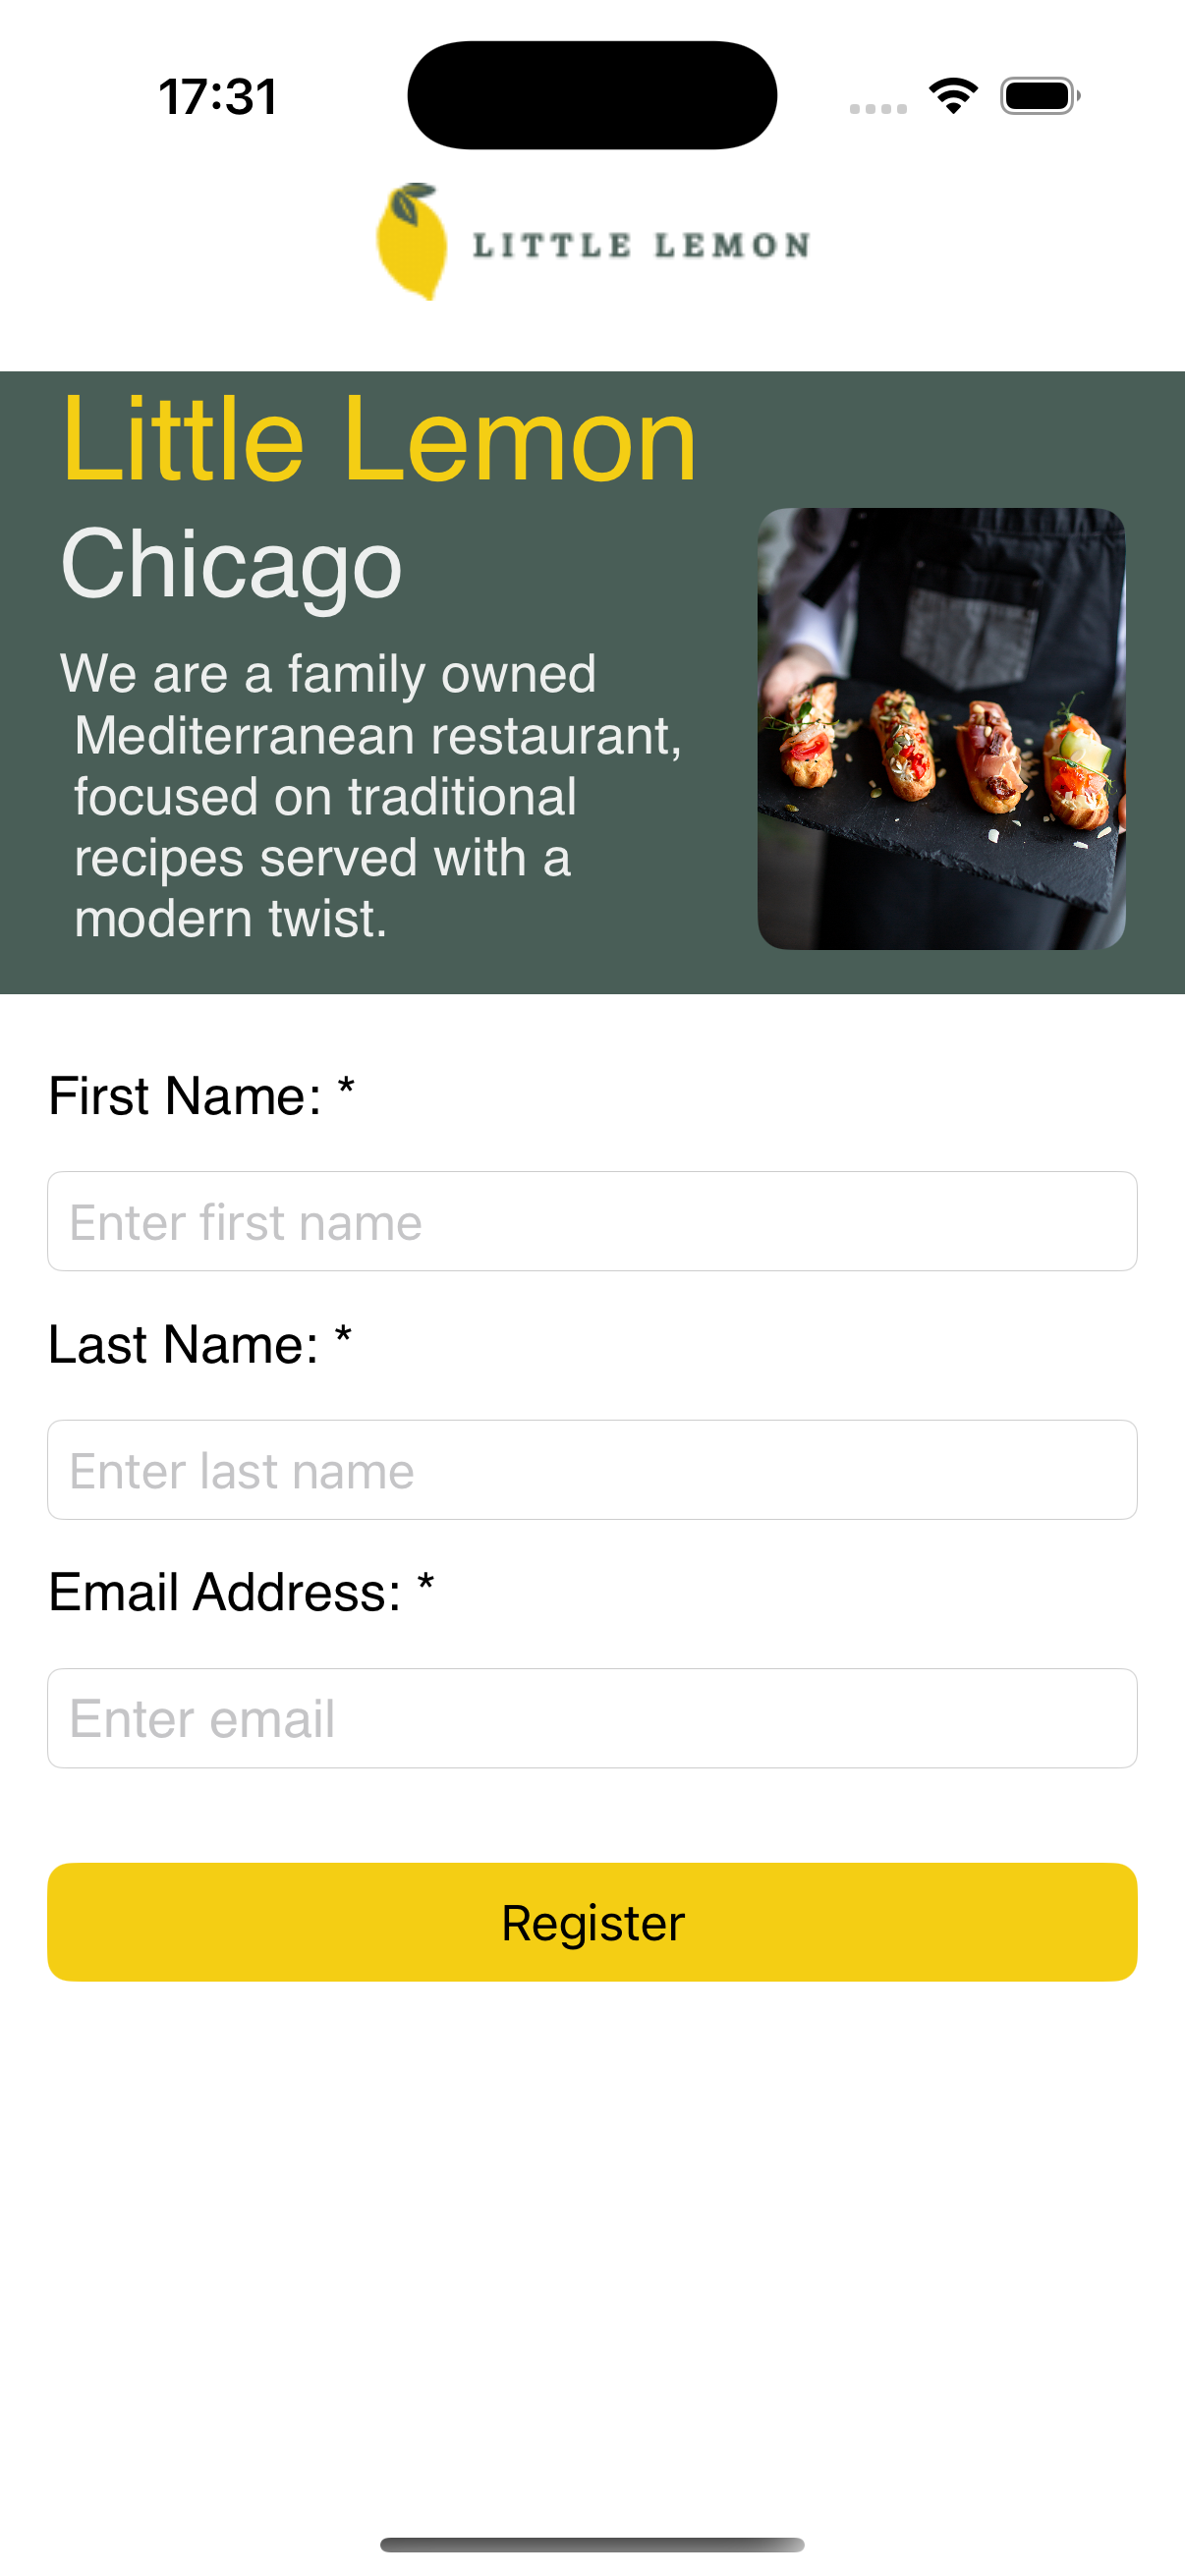 17:31
LITTLE LEMON
Little Lemon
Chicago
We are a family owned
Mediterranean restaurant,
focused on traditional
recipes served with a
modern twist.
First Name: *
Enter first name
Last Name: *
Enter last name
Email Address: *
Enter email
Register